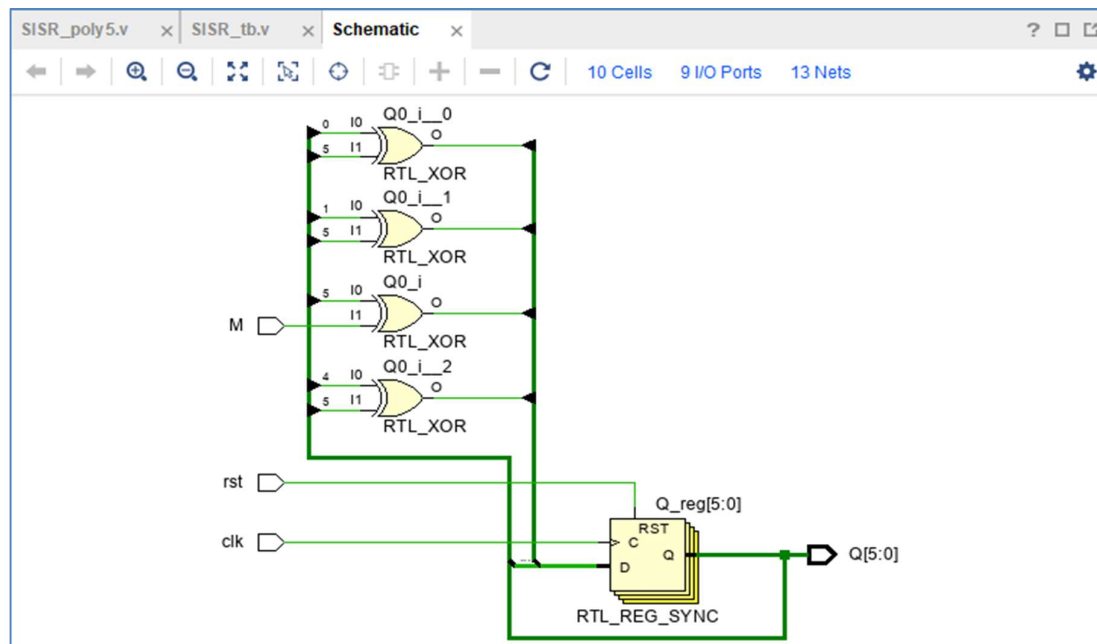 SISR_poly5.v × SISR_tb.v × Schematic × ?
10 Cells 9 I/O Ports 13 Nets
Q0_i__0
0 I0 O
5 I1
RTL_XOR
Q0_i__1
1 I0 O
5 I1
RTL_XOR
Q0_i
5 I0 O
M I1
RTL_XOR
Q0_i__2
4 I0 O
5 I1
RTL_XOR
rst
Q_reg[5:0]
RST
clk C
Q Q[5:0]
D
RTL_REG_SYNC